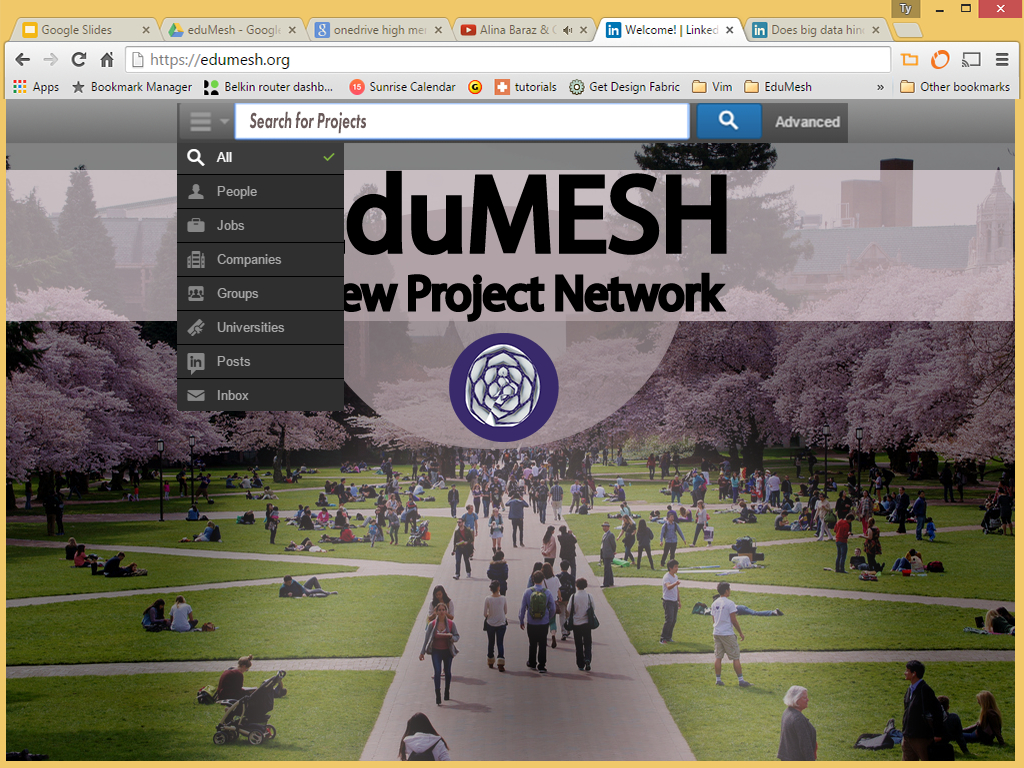 Ty
Google Slides
eduMesh - Google
onedrive high me
Alina Baraz & G
Welcome! | Linked
Does big data hin
https://edumesh.org
Apps
Bookmark Manager
Belkin router dashb...
15
Sunrise Calendar
G
tutorials
Get Design Fabric
Vim
EduMesh
»
Other bookmarks
Search for Projects
Advanced
All
People
Jobs
Companies
Groups
Universities
Posts
Inbox
duMESH
ew Project Network